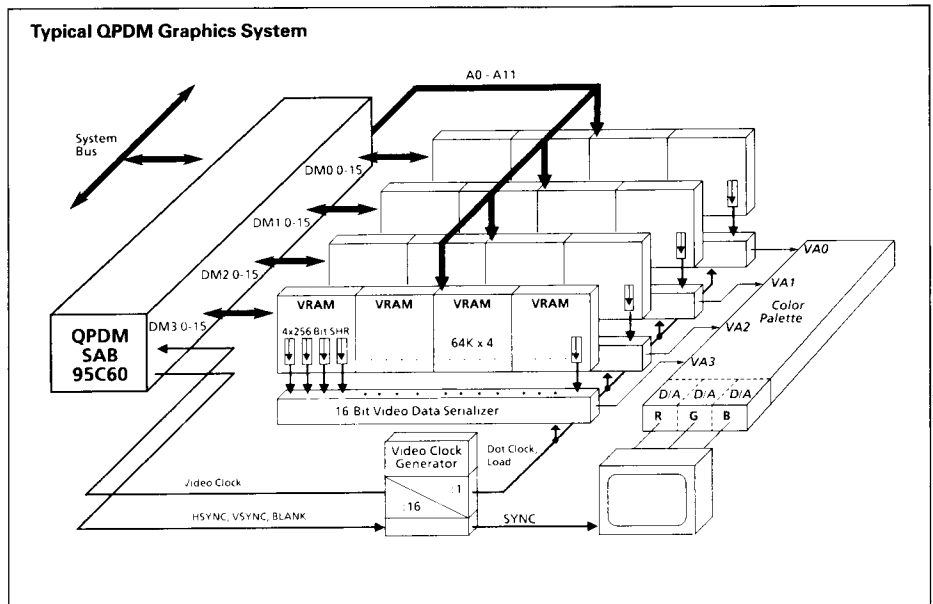 Typical QPDM Graphics System
A0 - A11
System
Bus
DM0 0-15
DM1 0-15
DM2 0-15
DM3 0-15
QPDM
SAB
95C60
VRAM VRAM VRAM VRAM
4x256 Bit SHR
64K x 4
16 Bit Video Data Serializer
VA0
VA1
VA2
VA3
Color
Palette
D/A D/A D/A
R G B
Video Clock
Generator
:1
:16
Dot Clock,
Load
Video Clock
HSYNC, VSYNC, BLANK
SYNC